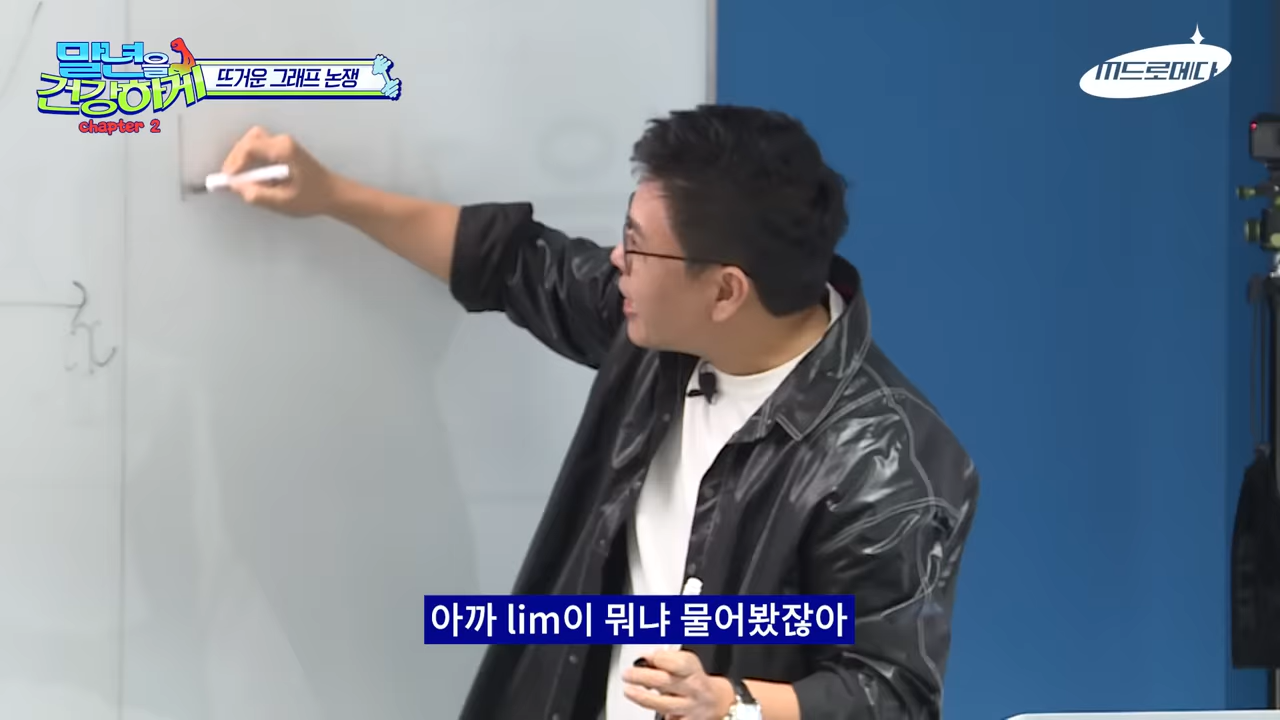 말년을
건강하게
chapter 2
뜨거운 그래프 논쟁
M드로메다
아까 lim이 뭐냐 물어봤잖아